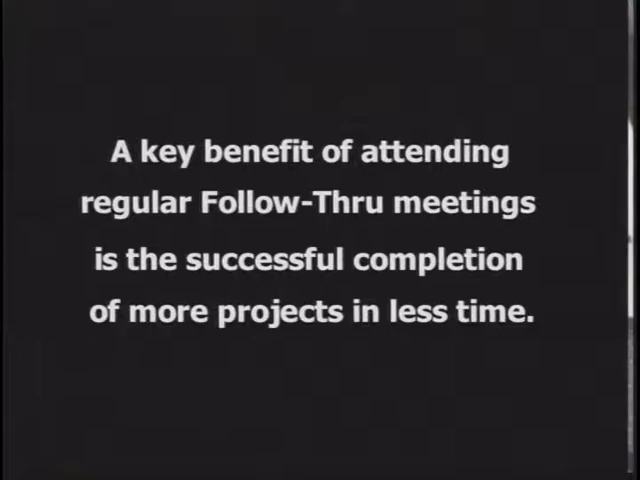 A key benefit of attending
regular Follow-Thru meetings
is the successful completion
of more projects in less time.